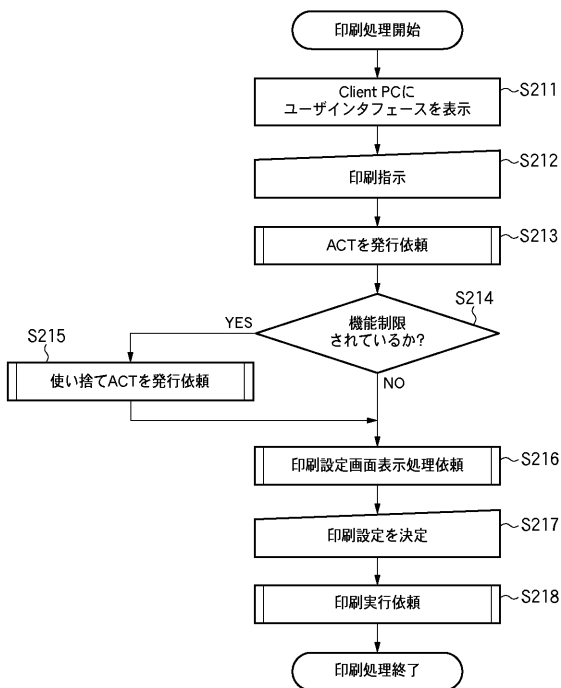 印刷処理開始
Client PCに
ユーザインタフェースを表示
S211
印刷指示
S212
ACTを発行依頼
S213
機能制限
されているか?
S214
YES
NO
S215
使い捨てACTを発行依頼
印刷設定画面表示処理依頼
S216
印刷設定を決定
S217
印刷実行依頼
S218
印刷処理終了